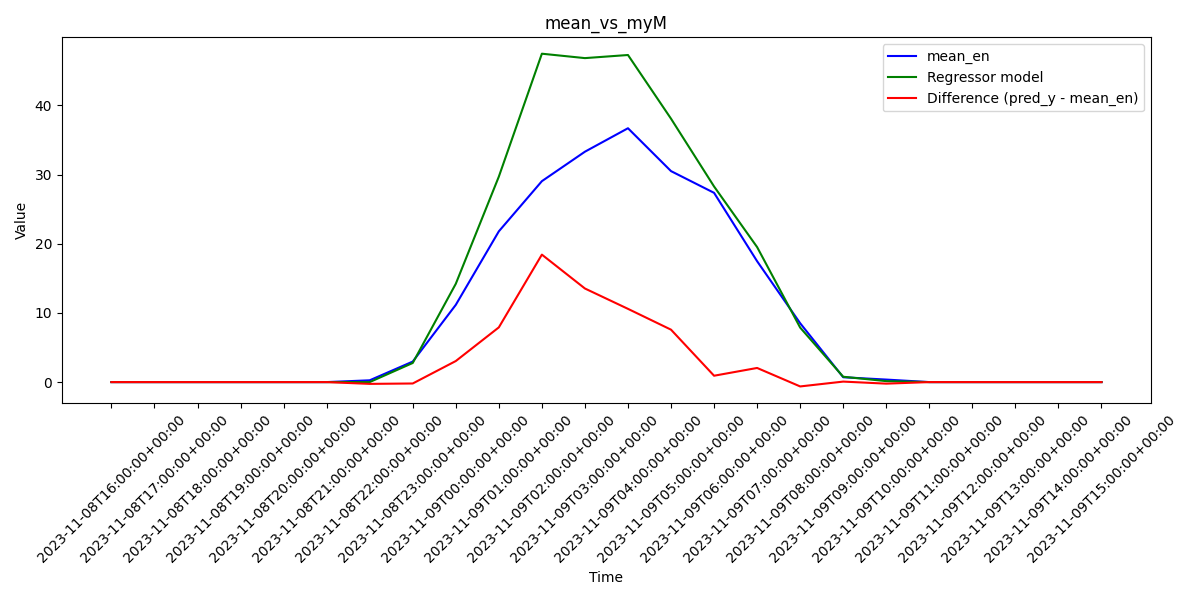 mean_vs_myM
mean_en
Regressor model
Difference (pred_y - mean_en)
Value
40
30
20
10
0
2023-11-08T16:00:00+00:00
2023-11-08T17:00:00+00:00
2023-11-08T18:00:00+00:00
2023-11-08T19:00:00+00:00
2023-11-08T20:00:00+00:00
2023-11-08T21:00:00+00:00
2023-11-08T22:00:00+00:00
2023-11-08T23:00:00+00:00
2023-11-09T00:00:00+00:00
2023-11-09T01:00:00+00:00
2023-11-09T02:00:00+00:00
2023-11-09T03:00:00+00:00
2023-11-09T04:00:00+00:00
2023-11-09T05:00:00+00:00
2023-11-09T06:00:00+00:00
2023-11-09T07:00:00+00:00
2023-11-09T08:00:00+00:00
2023-11-09T09:00:00+00:00
2023-11-09T10:00:00+00:00
2023-11-09T11:00:00+00:00
2023-11-09T12:00:00+00:00
2023-11-09T13:00:00+00:00
2023-11-09T14:00:00+00:00
2023-11-09T15:00:00+00:00
Time